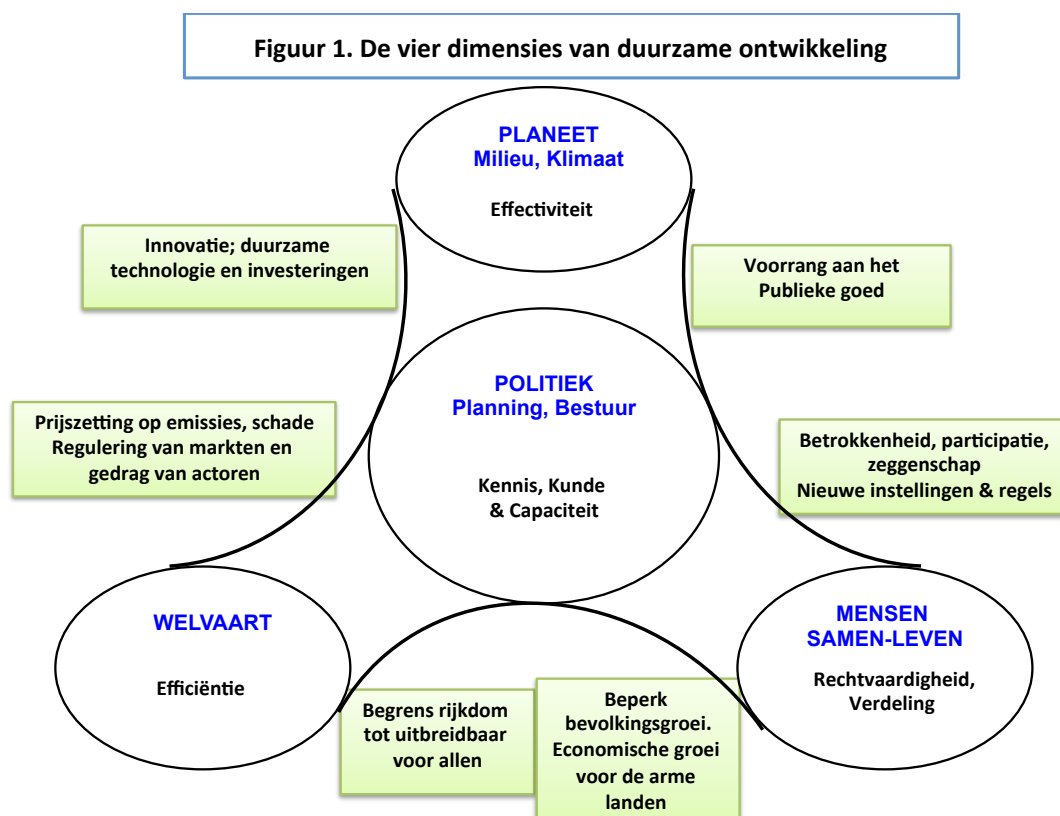 Figuur 1. De vier dimensies van duurzame ontwikkeling
PLANEET
Milieu, Klimaat
Effectiviteit
Innovatie; duurzame
technologie en investeringen
Voorrang aan het
Publieke goed
POLITIEK
Planning, Bestuur
Kennis, Kunde
& Capaciteit
Prijszetting op emissies, schade
Regulering van markten en
gedrag van actoren
Betrokkenheid, participatie,
zeggenschap
Nieuwe instellingen & regels
WELVAART
Efficiëntie
MENSEN
SAMEN-LEVEN
Rechtvaardigheid,
Verdeling
Begrens rijkdom
tot uitbreidbaar
voor allen
Beperk
bevolkingsgroei.
Economische groei
voor de arme
landen